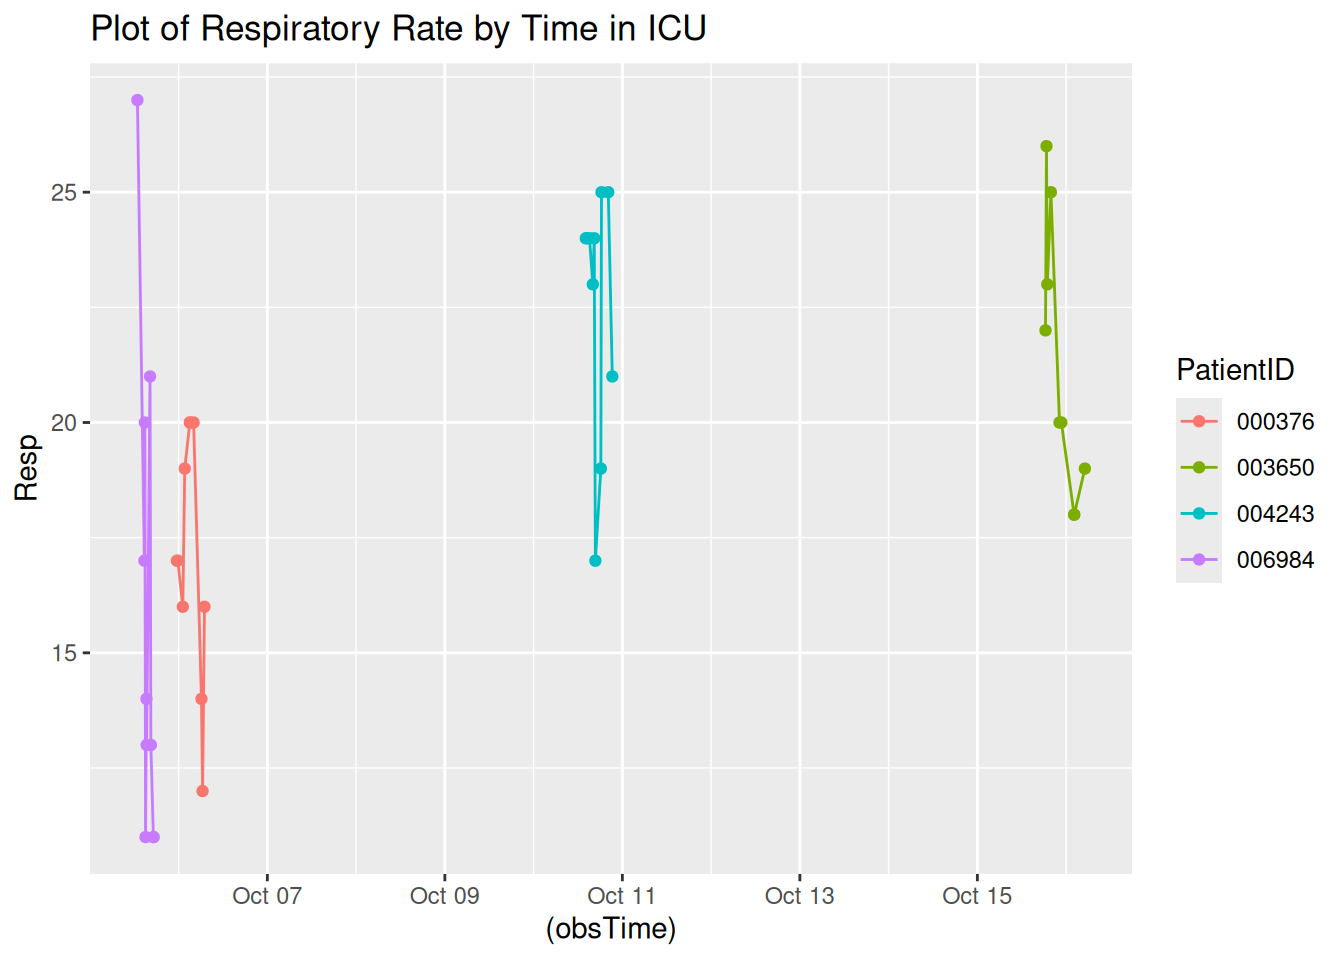 Plot of Respiratory Rate by Time in ICU
Resp
25
20
15
Oct 07
Oct 09
Oct 11
Oct 13
Oct 15
(obsTime)
PatientID
000376
003650
004243
006984